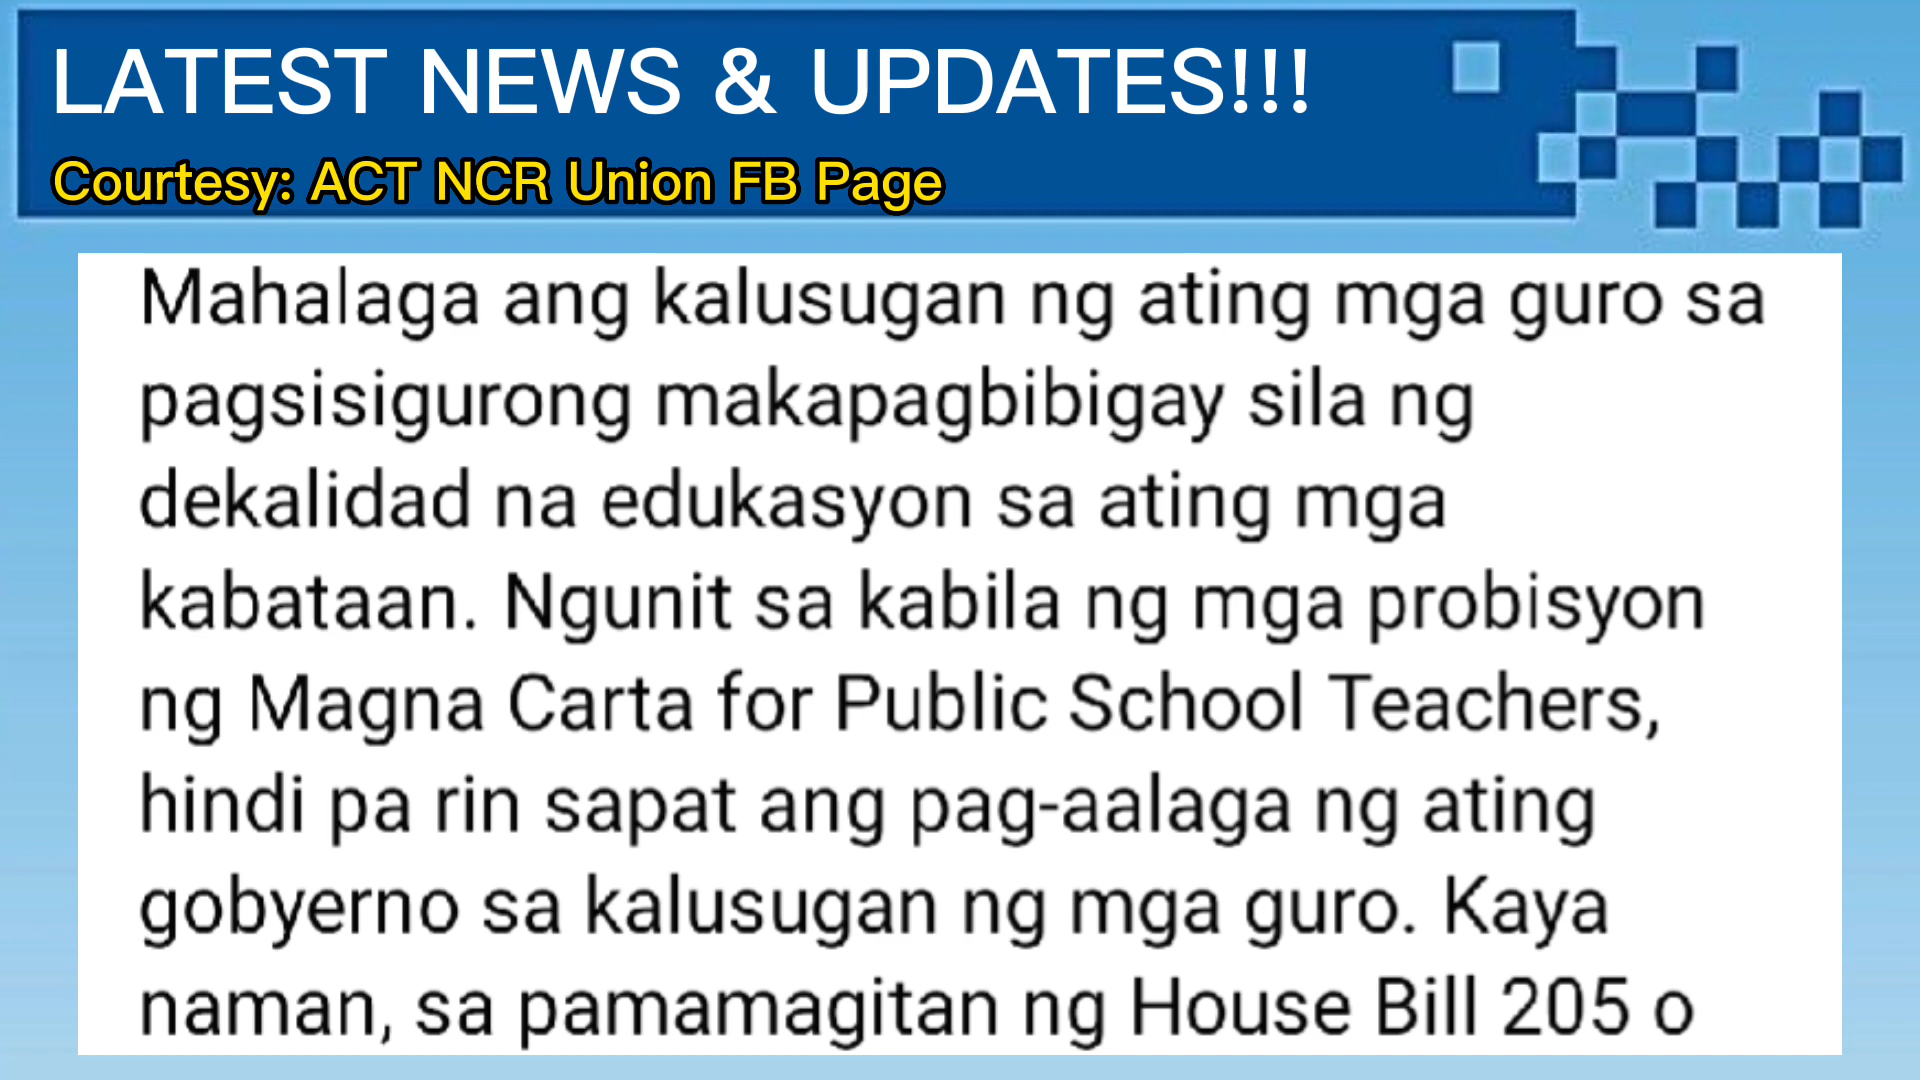 LATEST NEWS & UPDATES!!!
Courtesy: ACT NCR Union FB Page
Mahalaga ang kalusugan ng ating mga guro sa
pagsisigurong makapagbibigay sila ng
dekalidad na edukasyon sa ating mga
kabataan. Ngunit sa kabila ng mga probisyon
ng Magna Carta for Public School Teachers,
hindi pa rin sapat ang pag-aalaga ng ating
gobyerno sa kalusugan ng mga guro. Kaya
naman, sa pamamagitan ng House Bill 205 o